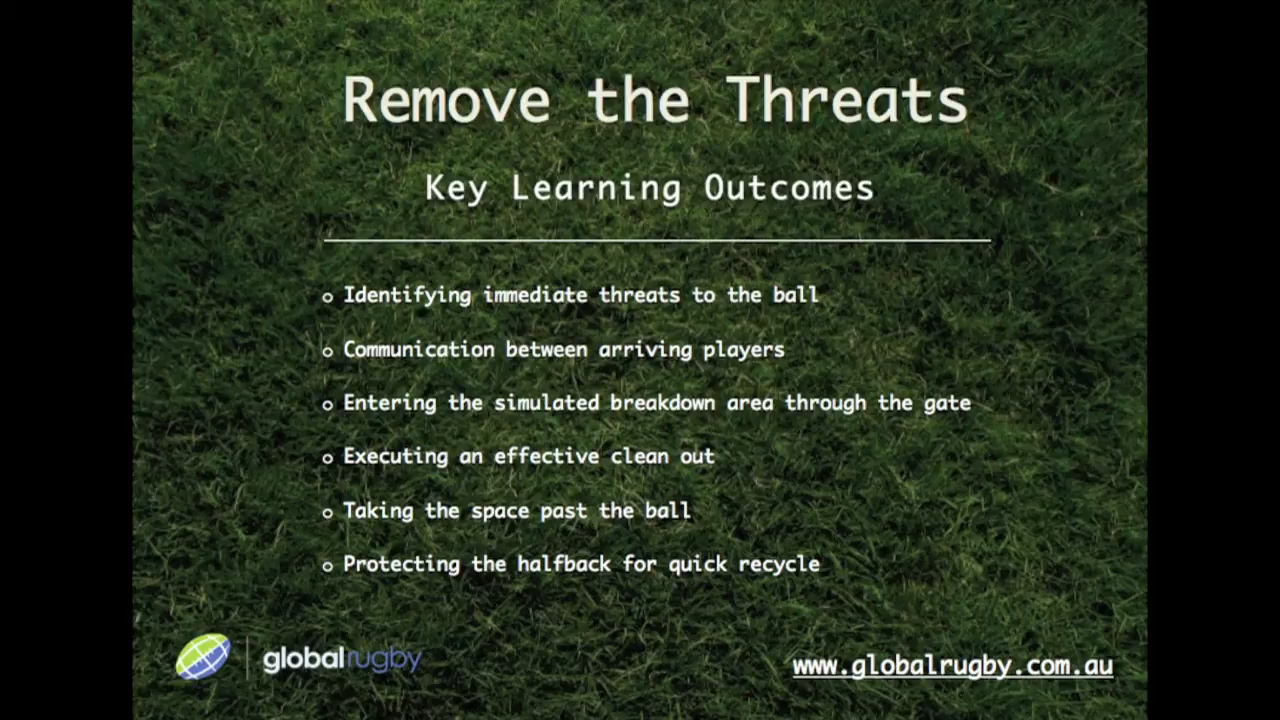 Remove the Threats
Key Learning Outcomes
Identifying immediate threats to the ball
Communication between arriving players
Entering the simulated breakdown area through the gate
Executing an effective clean out
Taking the space past the ball
Protecting the halfback for quick recycle
globalrugby
www.globalrugby.com.au